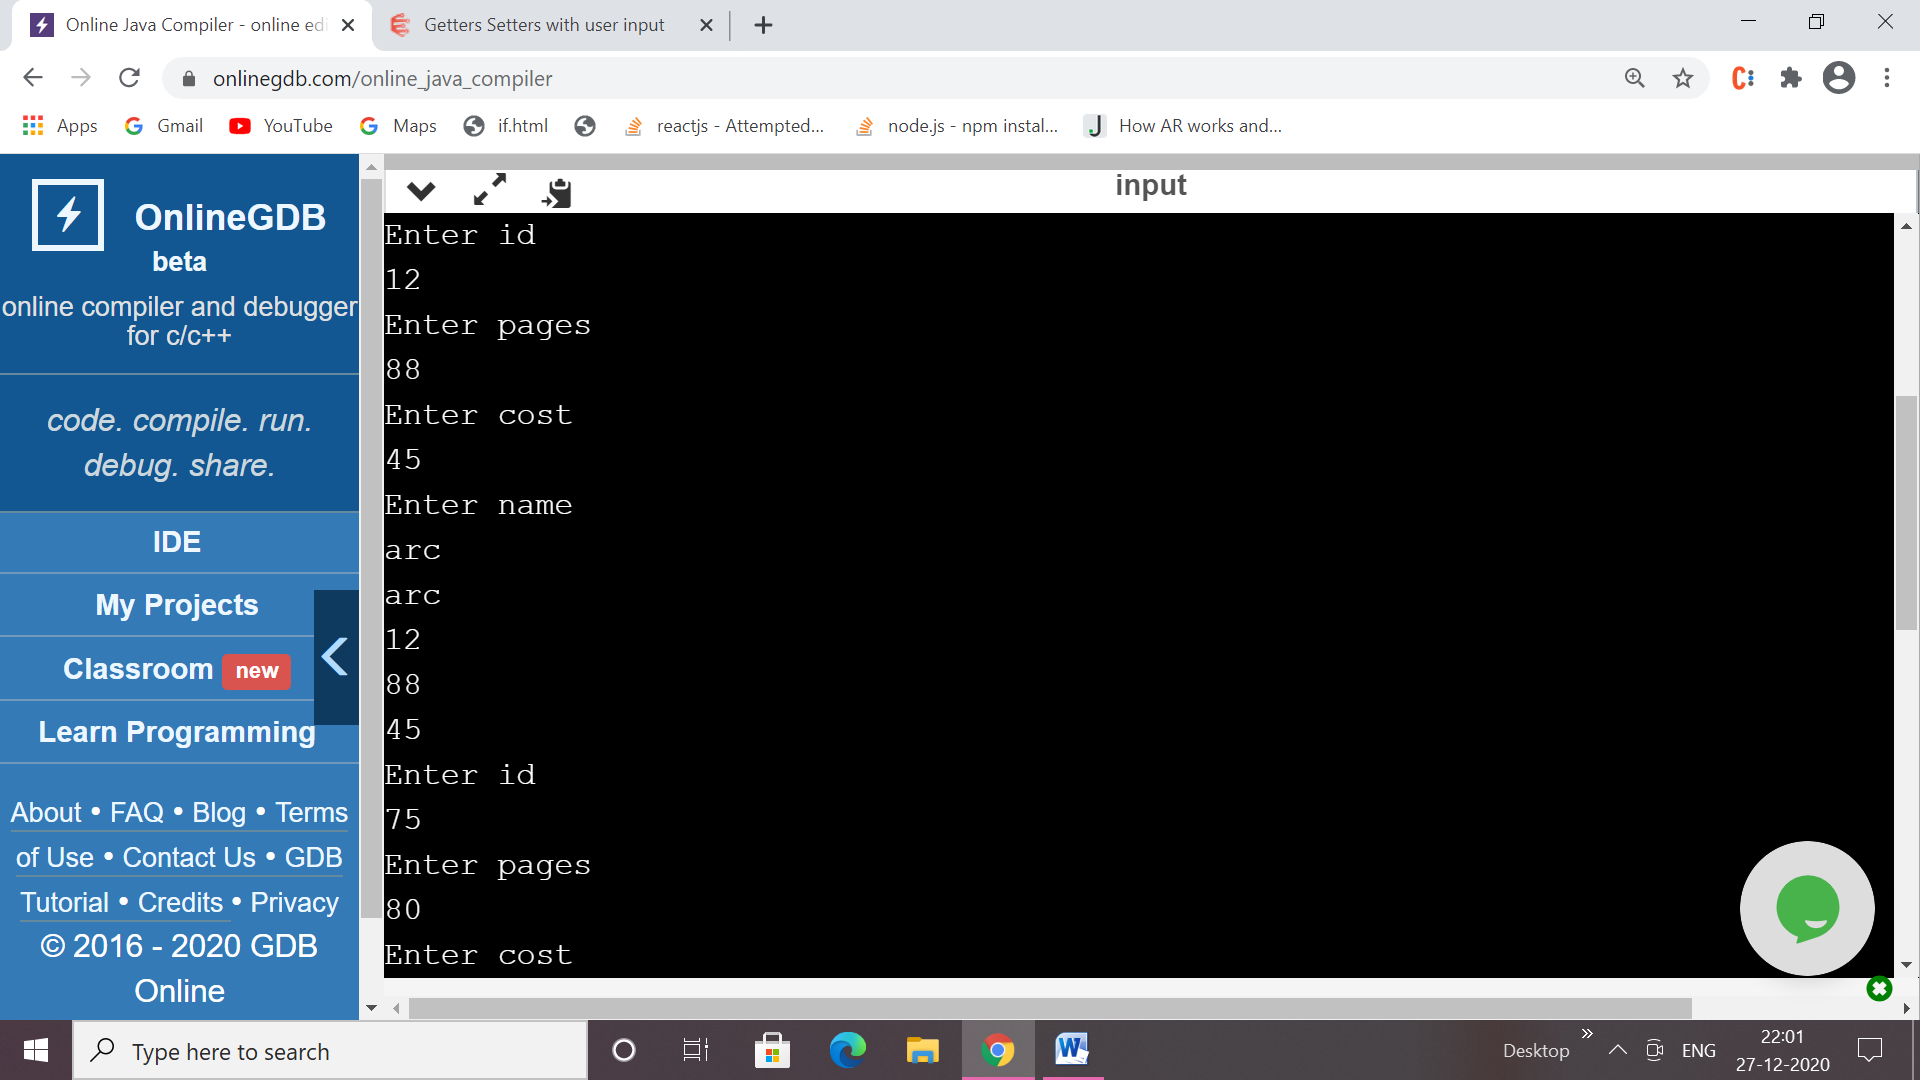 Online Java Compiler - online edi
Getters Setters with user input
onlinegdb.com/online_java_compiler
Apps
Gmail
YouTube
Maps
if.html
reactjs - Attempted...
node.js - npm instal...
How AR works and...
OnlineGDB
beta
online compiler and debugger
for c/c++
code. compile. run.
debug. share.
IDE
My Projects
Classroom new
Learn Programming
About • FAQ • Blog • Terms
of Use • Contact Us • GDB
Tutorial • Credits • Privacy
© 2016 - 2020 GDB
Online
input
Enter id
12
Enter pages
88
Enter cost
45
Enter name
arc
arc
12
88
45
Enter id
75
Enter pages
80
Enter cost
Type here to search
Desktop
ENG
22:01
27-12-2020